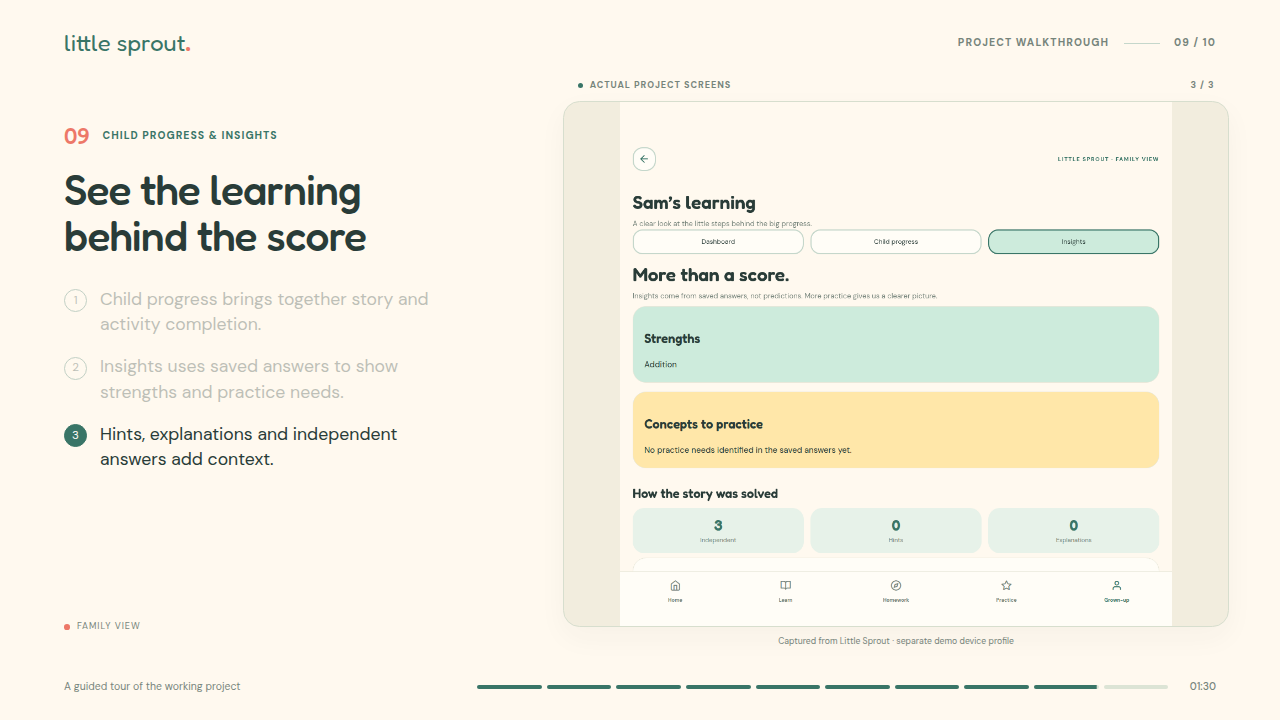 little sprout.
PROJECT WALKTHROUGH
09 / 10
ACTUAL PROJECT SCREENS
3 / 3
09 CHILD PROGRESS & INSIGHTS
See the learning
behind the score
1 Child progress brings together story and
activity completion.
2 Insights uses saved answers to show
strengths and practice needs.
3 Hints, explanations and independent
answers add context.
FAMILY VIEW
LITTLE SPROUT · FAMILY VIEW
Sam's learning
A clear look at the little steps behind the big progress.
Dashboard
Child progress
Insights
More than a score.
Insights come from saved answers, not predictions. More practice gives us a clearer picture.
Strengths
Addition
Concepts to practice
No practice needs identified in the saved answers yet.
How the story was solved
3
Independent
0
Hints
0
Explanations
Home
Learn
Homework
Practice
Grown-up
Captured from Little Sprout · separate demo device profile
A guided tour of the working project
01:30